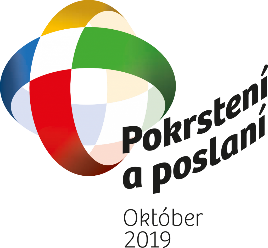 Pokrstení
a poslaní
Október
2019